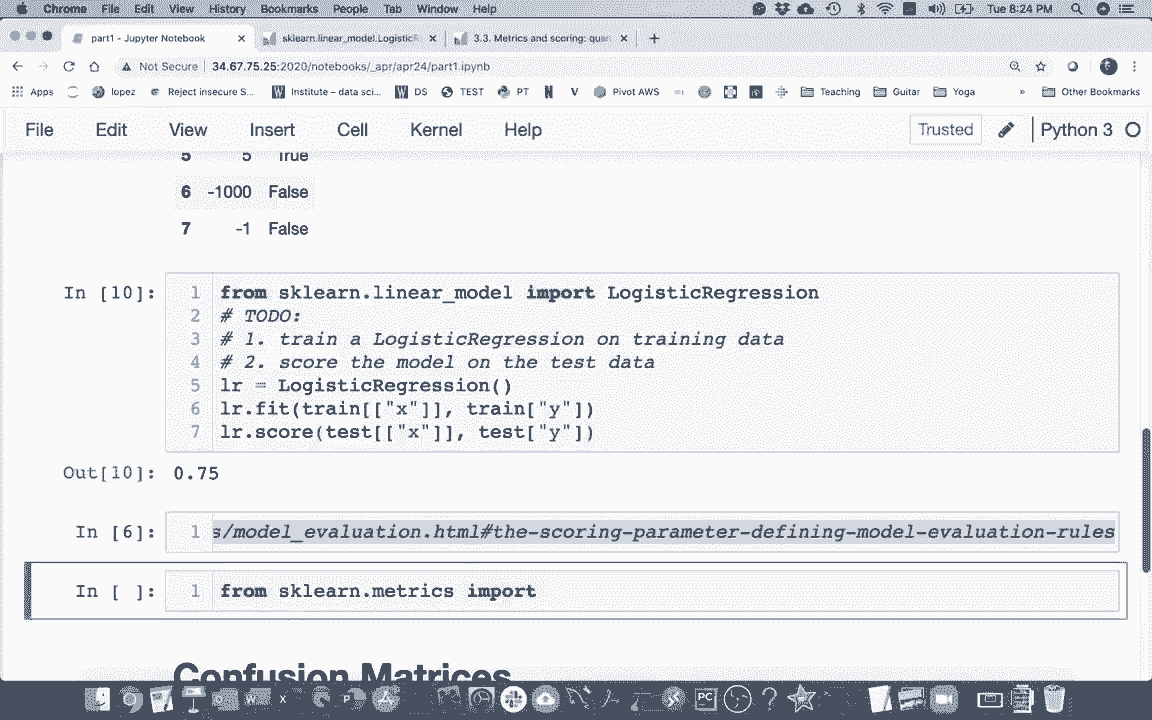 Chrome File Edit View History Bookmarks People Tab Window Help Tue 8:24 PM
part1 - Jupyter Notebook sklearn.linear_model.LogisticR 3.3. Metrics and scoring: quan
Not Secure 34.67.75.25:2020/notebooks/_apr/apr24/part1.ipynb
Apps lopez Reject insecure S... Institute – data sci... DS TEST PT Pivot AWS Teaching Guitar Yoga » Other Bookmarks
File Edit View Insert Cell Kernel Help Trusted Python 3
5 5 True
6 -1000 False
7 -1 False
In [10]: 1 from sklearn.linear_model import LogisticRegression
2 # TODO:
3 # 1. train a LogisticRegression on training data
4 # 2. score the model on the test data
5 lr = LogisticRegression()
6 lr.fit(train[["x"]], train["y"])
7 lr.score(test[["x"]], test["y"])
Out[10]: 0.75
In [6]: 1 s/model_evaluation.html#the-scoring-parameter-defining-model-evaluation-rules
In [ ]: 1 from sklearn.metrics import
Confusion Matrices